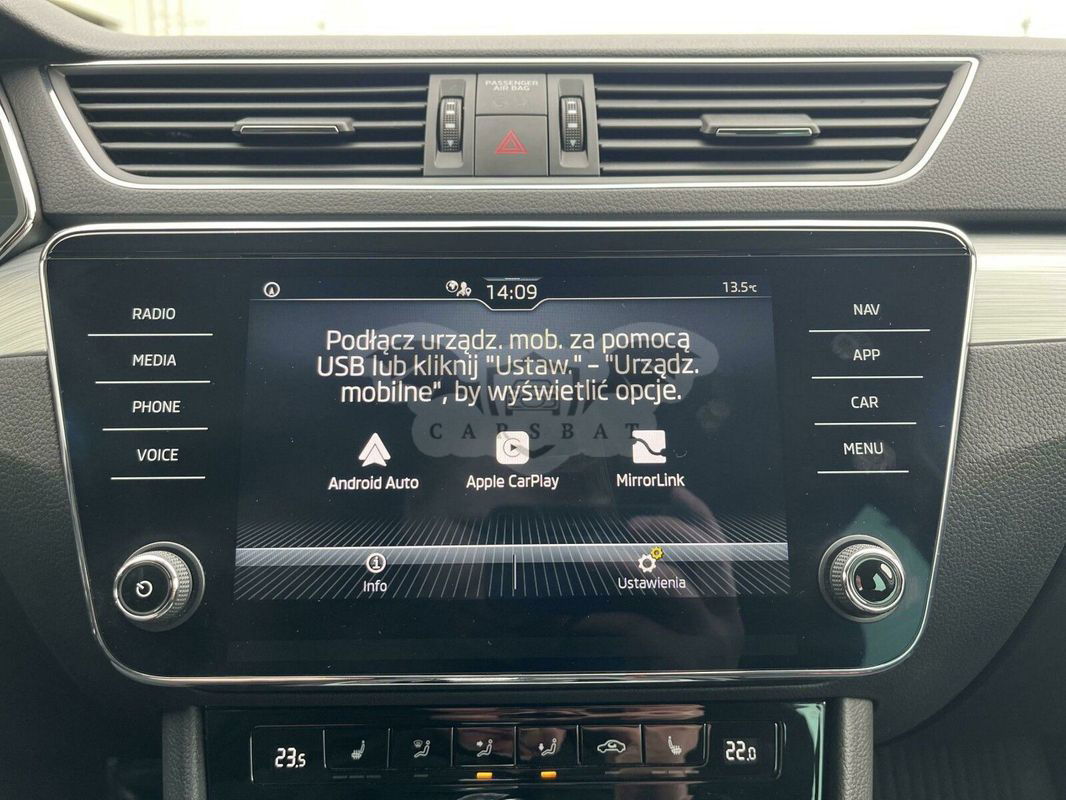 PASSENGER
AIR BAG
14:09
13.5°C
RADIO
MEDIA
PHONE
VOICE
Podłącz urządz. mob. za pomocą
USB lub kliknij "Ustaw." – "Urządz.
mobilne", by wyświetlić opcje.
CARSBAT
Android Auto
Apple CarPlay
MirrorLink
Info
Ustawienia
NAV
APP
CAR
MENU
23.5
22.0